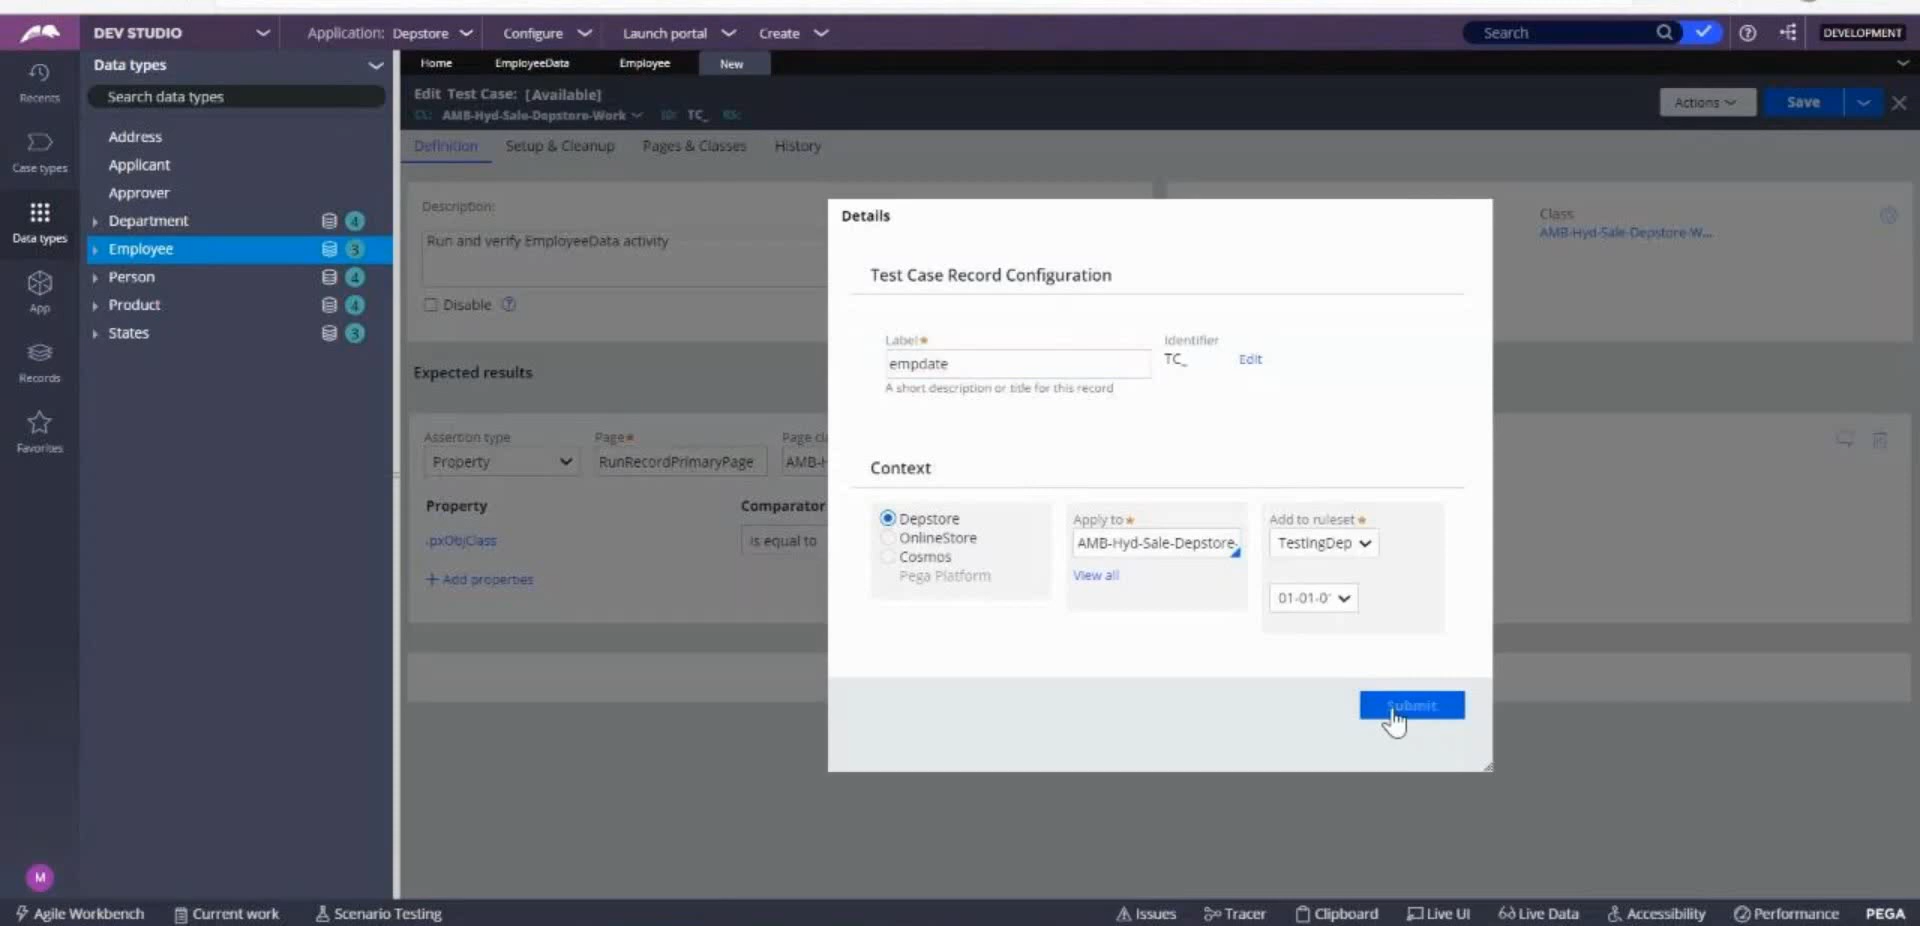 DEV STUDIO
Application: Depstore
Configure
Launch portal
Create
Search
DEVELOPMENT
Recents
Case types
Data types
App
Records
Favorites
M
Data types
Search data types
Address
Applicant
Approver
Department 4
Employee 3
Person 4
Product 4
States 3
Home
EmployeeData
Employee
New
Edit Test Case: [Available]
CL: AMB-Hyd-Sale-Depstore-Work ID: TC_ RS:
Actions
Save
Definition
Setup & Cleanup
Pages & Classes
History
Description:
Run and verify EmployeeData activity
Disable
Class
AMB-Hyd-Sale-Depstore-W...
Expected results
Assertion type
Property
Page*
RunRecordPrimaryPage
Page cl
AMB-H
Property
Comparator
.pxObjClass
is equal to
+ Add properties
Details
Test Case Record Configuration
Label*
empdate
A short description or title for this record
Identifier
TC_
Edit
Context
Depstore
OnlineStore
Cosmos
Pega Platform
Apply to*
AMB-Hyd-Sale-Depstore-
View all
Add to ruleset*
TestingDep
01-01-0
Submit
Agile Workbench
Current work
Scenario Testing
Issues
Tracer
Clipboard
Live UI
Live Data
Accessibility
Performance
PEGA